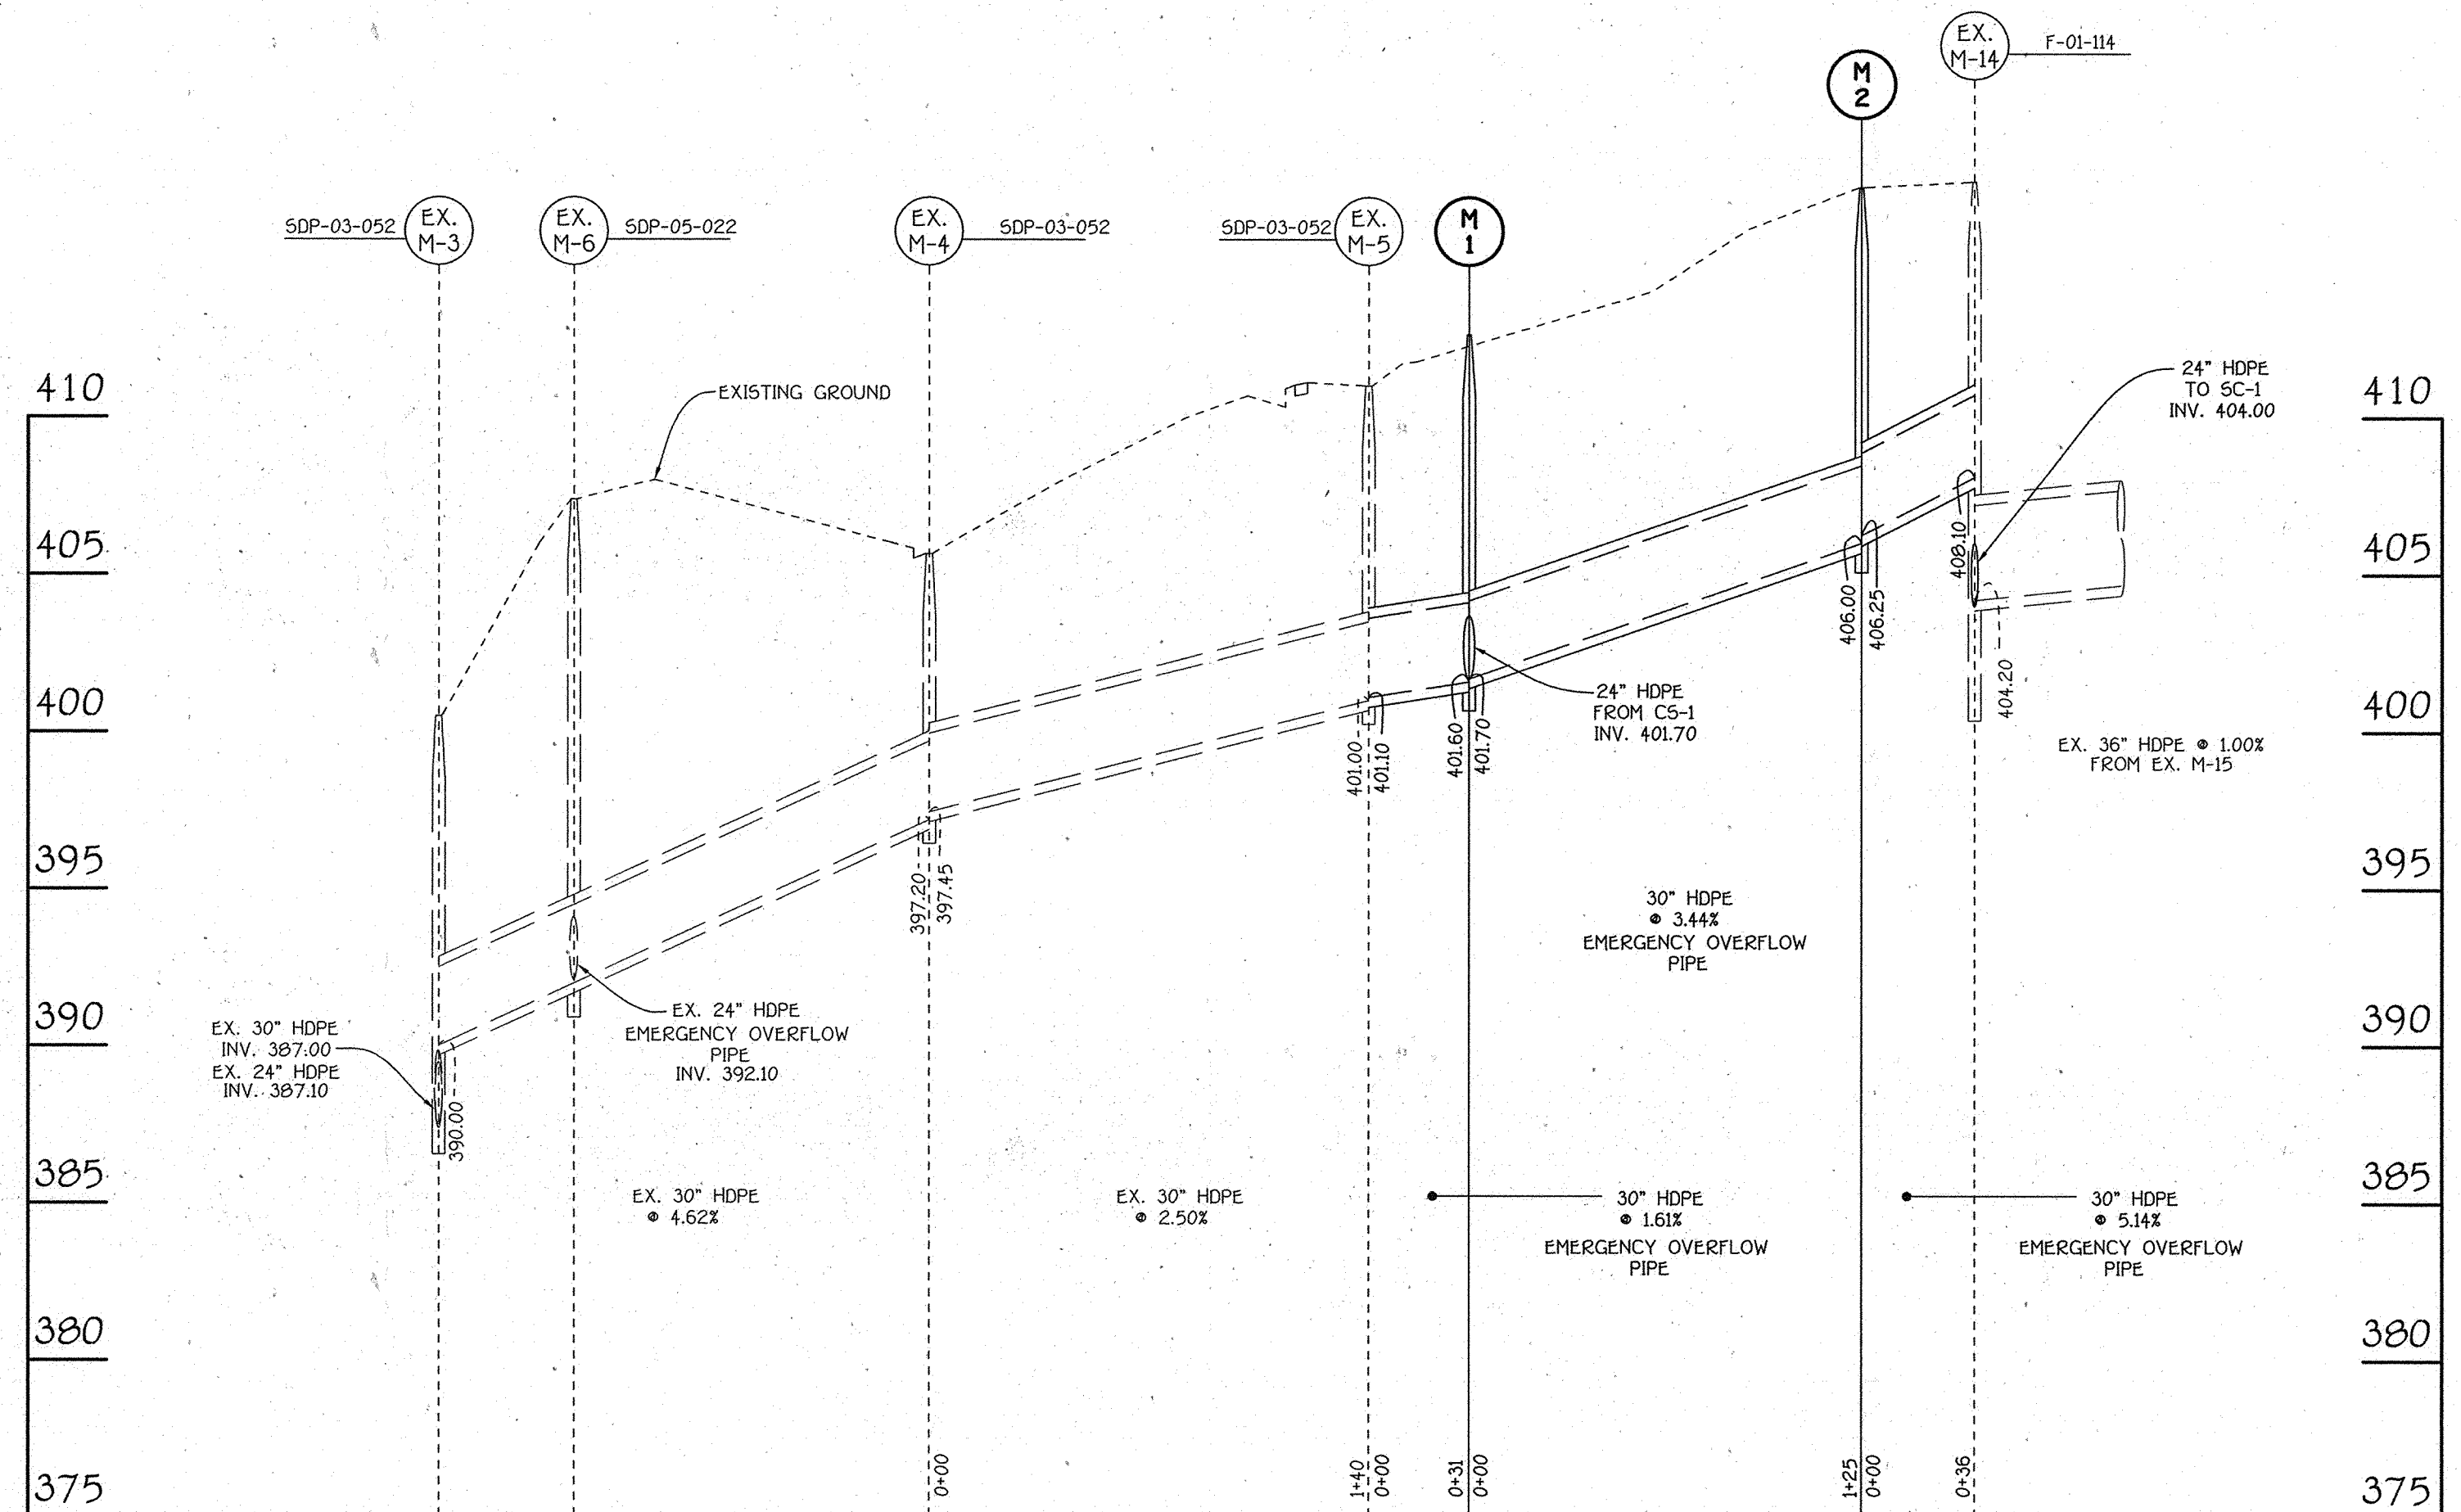 EX.
M-14
F-01-114
M
2
SDP-03-052
EX.
M-3
EX.
M-6
SDP-05-022
EX.
M-4
SDP-03-052
SDP-03-052
EX.
M-5
M
1
410
EXISTING GROUND
24" HDPE
TO SC-1
INV. 404.00
410
405
405
408.10
406.00
406.25
404.20
400
24" HDPE
FROM CS-1
INV. 401.70
400
401.00
401.10
401.60
401.70
EX. 36" HDPE @ 1.00%
FROM EX. M-15
395
397.20
397.45
30" HDPE
@ 3.44%
EMERGENCY OVERFLOW
PIPE
395
390
EX. 30" HDPE
INV. 387.00
EX. 24" HDPE
INV. 387.10
390.00
EX. 24" HDPE
EMERGENCY OVERFLOW
PIPE
INV. 392.10
390
385
EX. 30" HDPE
@ 4.62%
EX. 30" HDPE
@ 2.50%
30" HDPE
@ 1.61%
EMERGENCY OVERFLOW
PIPE
30" HDPE
@ 5.14%
EMERGENCY OVERFLOW
PIPE
385
380
380
375
0+00
1+40
0+00
0+31
0+00
1+25
0+00
0+36
375